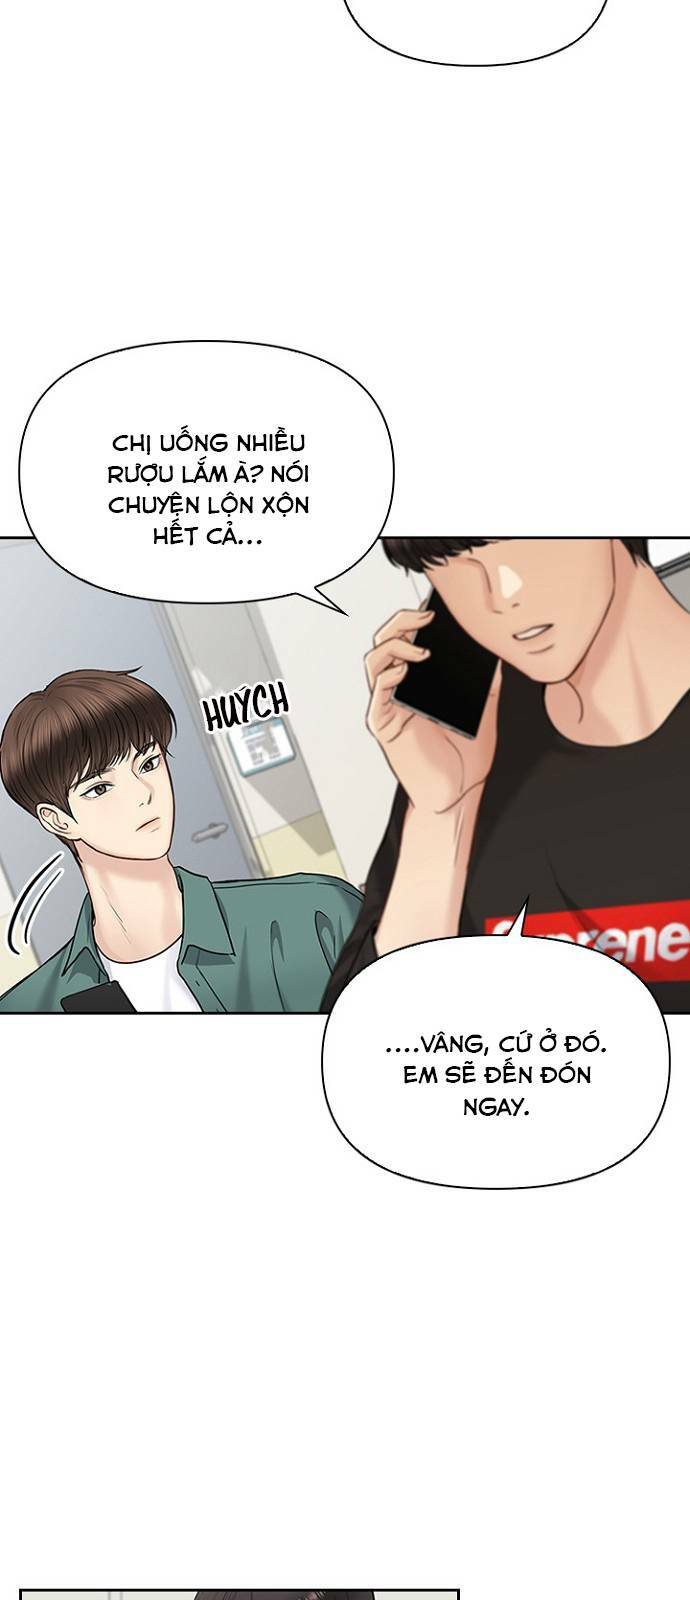 CHỊ UỐNG NHIỀU
RƯỢU LẮM À? NÓI
CHUYỆN LỘN XỘN
HẾT CẢ...
HUÝCH
....VÂNG, CỨ Ở ĐÓ.
EM SẼ ĐẾN ĐÓN
NGAY.